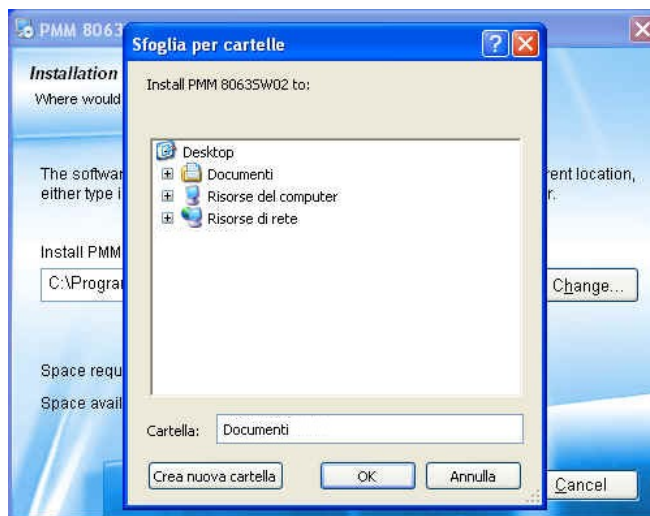 PMM 8063
Sfoglia per cartelle
Installation
Where would
Install PMM 8063SW02 to:
Desktop
Documenti
Risorse del computer
Risorse di rete
The softwar
rent location,
either type i
r.
Install PMM
C:\Program
Change...
Space requ
Space avail
Cartella: Documenti
Crea nuova cartella OK Annulla
Cancel